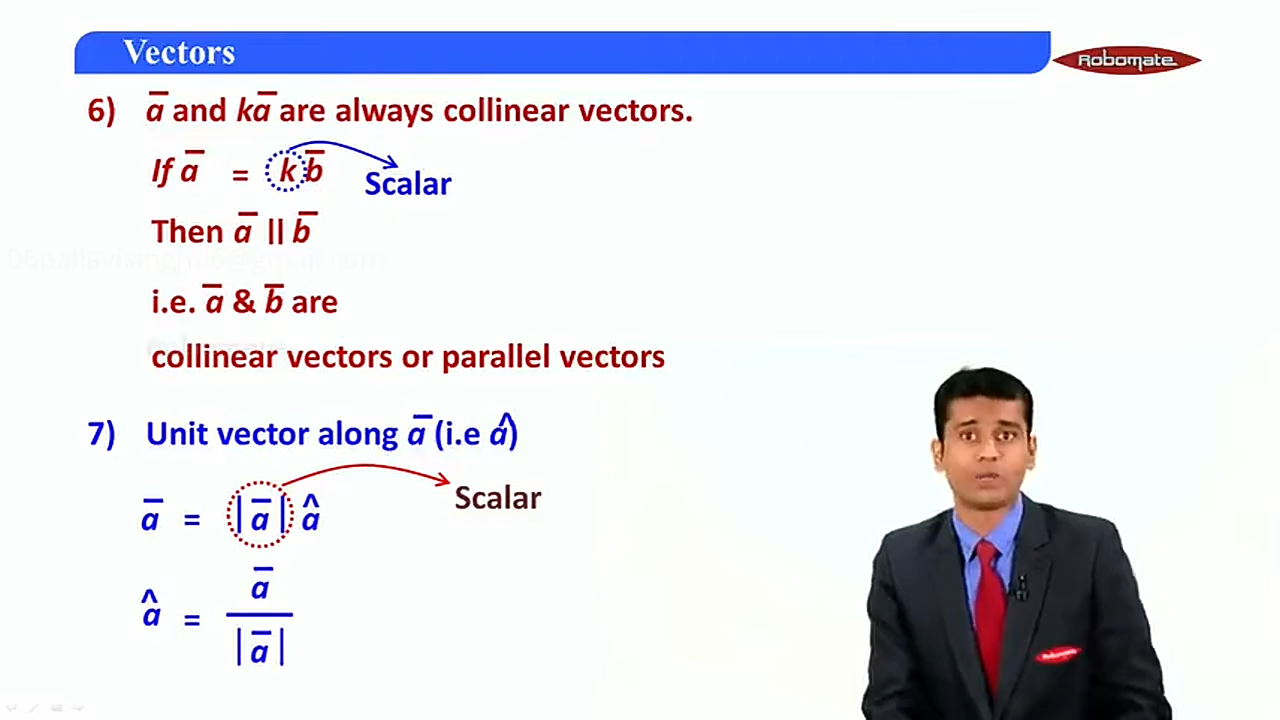 Vectors
Robomate
6) a̅ and ka̅ are always collinear vectors.
If a̅ = k b̅
Scalar
Then a̅ || b̅
i.e. a̅ & b̅ are
collinear vectors or parallel vectors
7) Unit vector along a̅ (i.e â)
a̅ = |a̅| â
Scalar
â = a̅ / |a̅|
Robomate